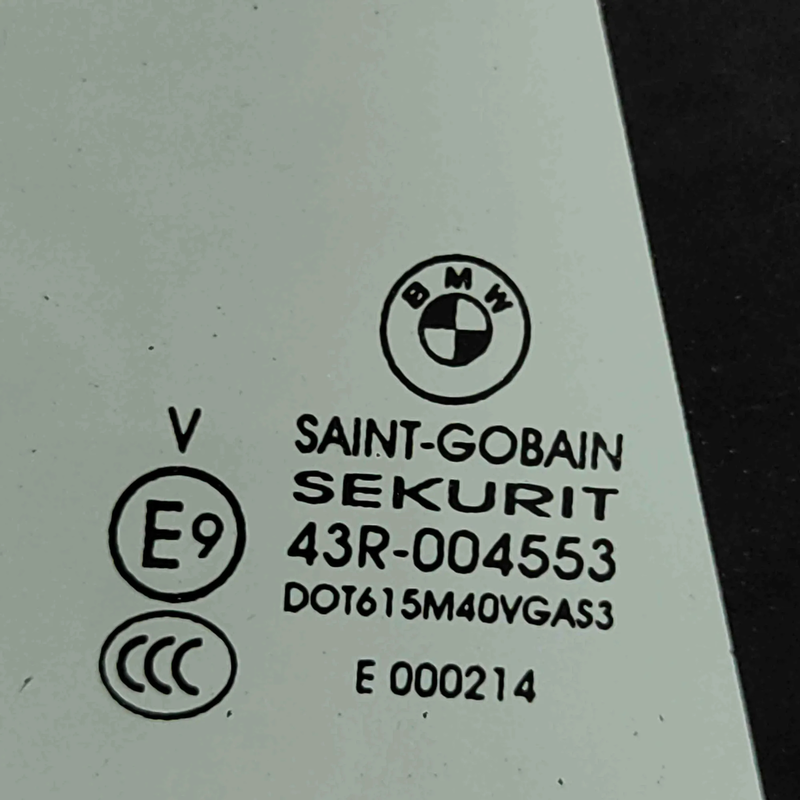 BMW
V
SAINT-GOBAIN
SEKURIT
E9
43R-004553
DOT615M40VGAS3
CCC
E 000214